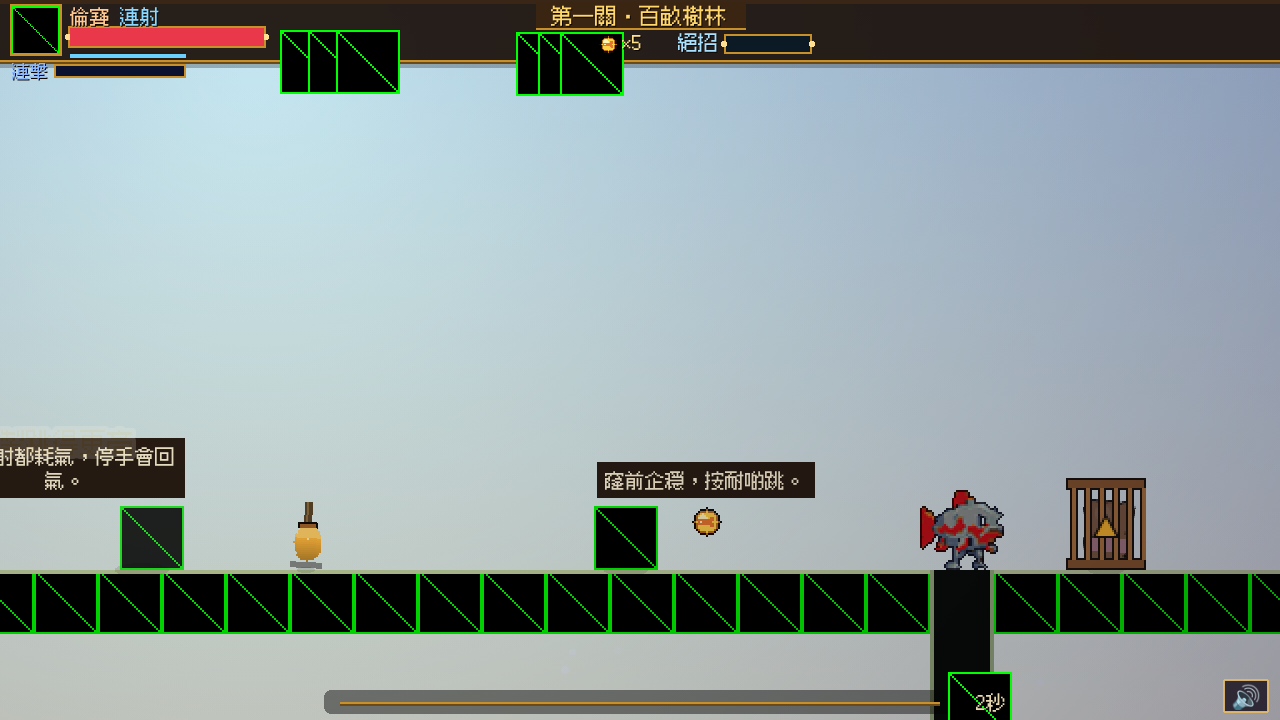 倫寶 連射
第一關·百畝樹林
×5
絕招
連擊
射都耗氣，停手會回
氣。
窿前企穩，按耐啲跳。
2秒